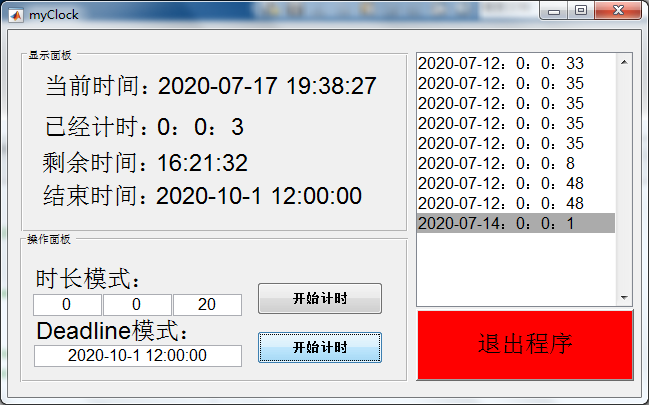 myClock
显示面板
当前时间：2020-07-17 19:38:27
已经计时：0：0：3
剩余时间：16:21:32
结束时间：2020-10-1 12:00:00
操作面板
时长模式：
0 0 20
开始计时
Deadline模式：
2020-10-1 12:00:00
开始计时
2020-07-12：0：0：33
2020-07-12：0：0：35
2020-07-12：0：0：35
2020-07-12：0：0：35
2020-07-12：0：0：35
2020-07-12：0：0：8
2020-07-12：0：0：48
2020-07-12：0：0：48
2020-07-14：0：0：1
退出程序